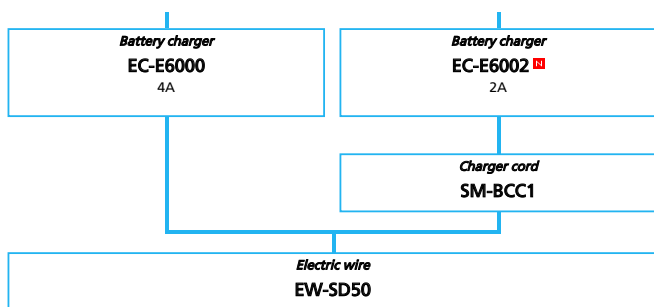 Battery charger
EC-E6000
4A
Battery charger
EC-E6002 N
2A
Charger cord
SM-BCC1
Electric wire
EW-SD50